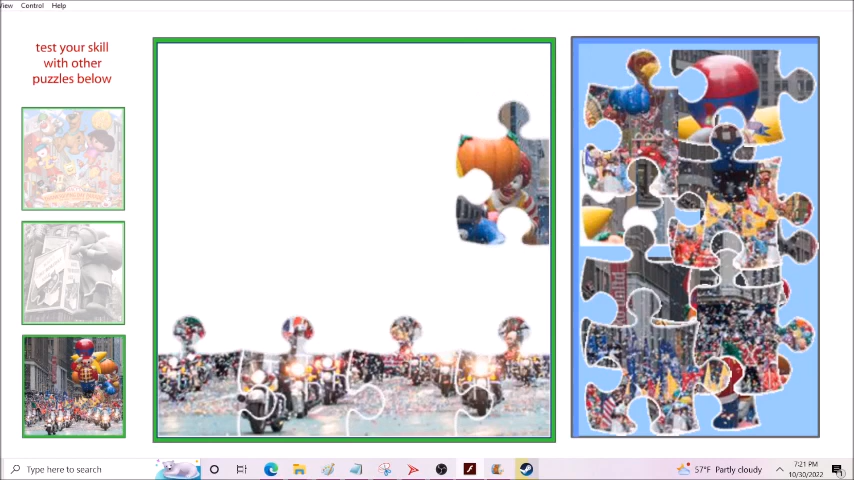 View Control Help
test your skill
with other
puzzles below
Type here to search
57°F Partly cloudy
7:21 PM
10/30/2022